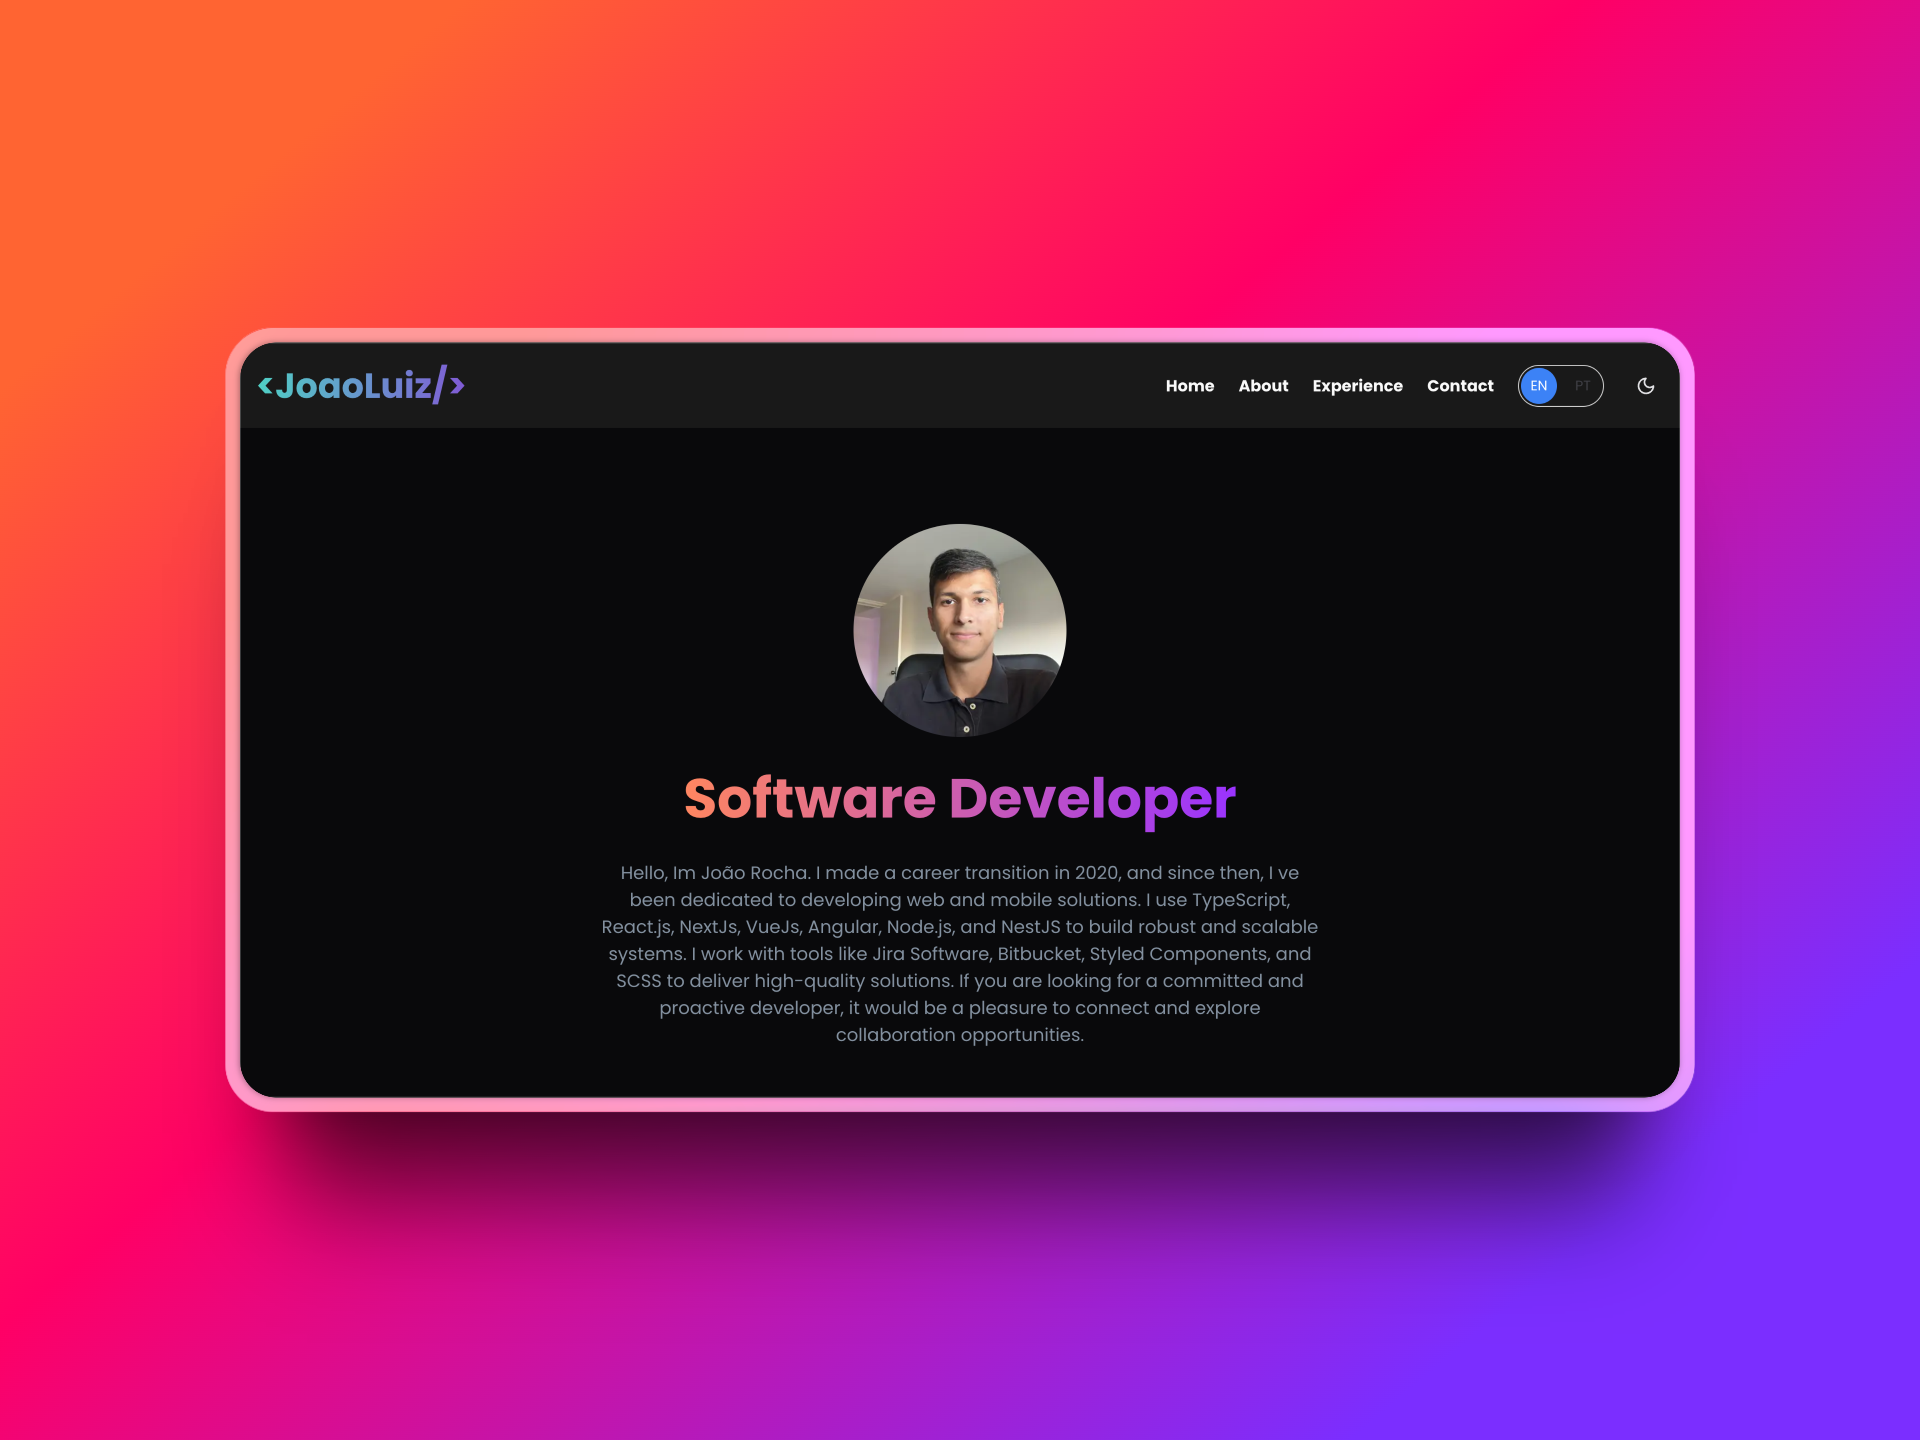 <JoaoLuiz/>
Home About Experience Contact EN PT
Software Developer
Hello, Im João Rocha. I made a career transition in 2020, and since then, I ve
been dedicated to developing web and mobile solutions. I use TypeScript,
React.js, NextJs, VueJs, Angular, Node.js, and NestJS to build robust and scalable
systems. I work with tools like Jira Software, Bitbucket, Styled Components, and
SCSS to deliver high-quality solutions. If you are looking for a committed and
proactive developer, it would be a pleasure to connect and explore
collaboration opportunities.